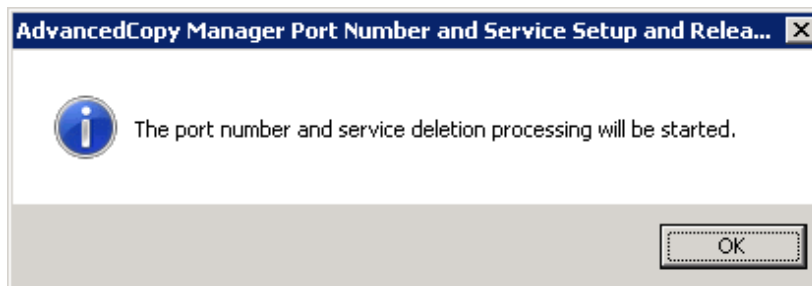 AdvancedCopy Manager Port Number and Service Setup and Relea...
The port number and service deletion processing will be started.
OK